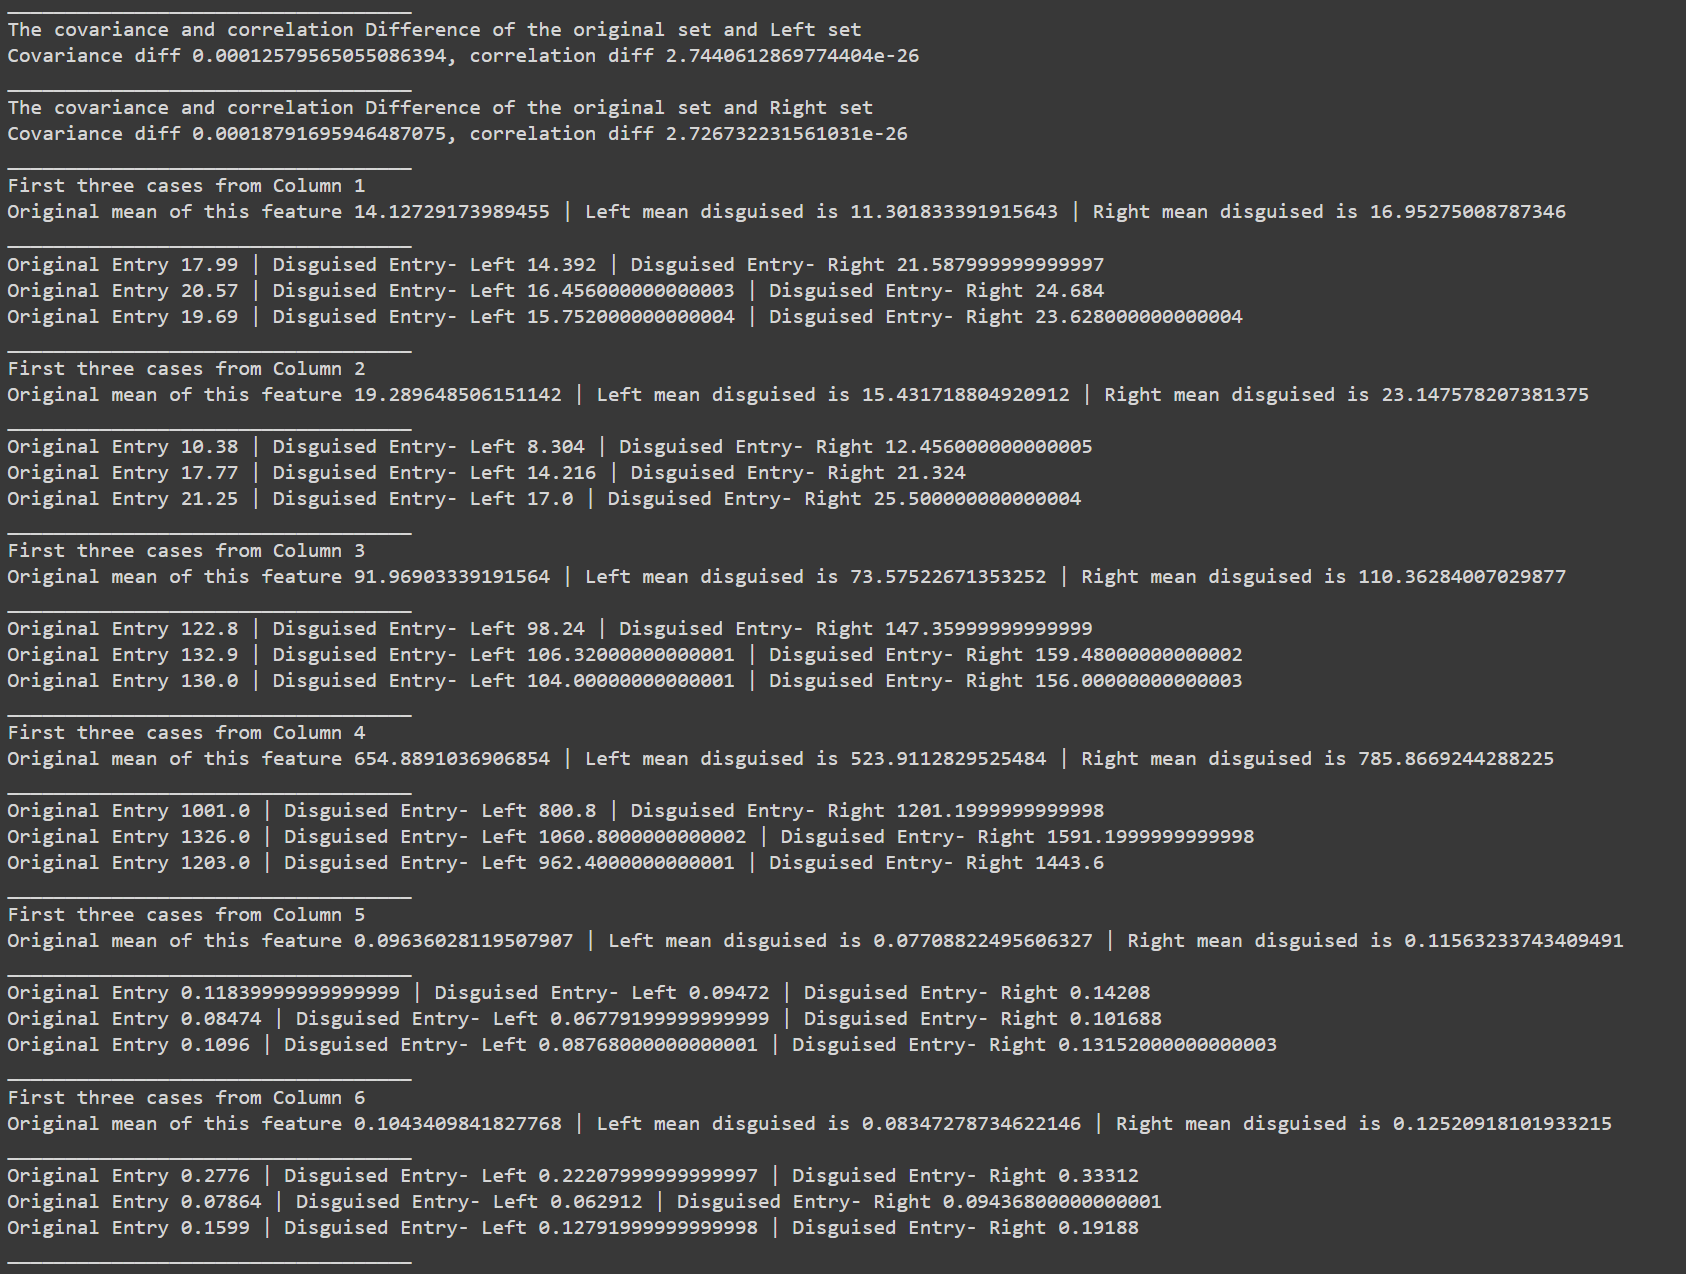 ___________________________________
The covariance and correlation Difference of the original set and Left set
Covariance diff 0.00012579565055086394, correlation diff 2.7440612869774404e-26
___________________________________
The covariance and correlation Difference of the original set and Right set
Covariance diff 0.00018791695946487075, correlation diff 2.726732231561031e-26
___________________________________
First three cases from Column 1
Original mean of this feature 14.12729173989455 | Left mean disguised is 11.301833391915643 | Right mean disguised is 16.95275008787346
___________________________________
Original Entry 17.99 | Disguised Entry- Left 14.392 | Disguised Entry- Right 21.587999999999997
Original Entry 20.57 | Disguised Entry- Left 16.456000000000003 | Disguised Entry- Right 24.684
Original Entry 19.69 | Disguised Entry- Left 15.752000000000004 | Disguised Entry- Right 23.628000000000004
___________________________________
First three cases from Column 2
Original mean of this feature 19.289648506151142 | Left mean disguised is 15.431718804920912 | Right mean disguised is 23.147578207381375
___________________________________
Original Entry 10.38 | Disguised Entry- Left 8.304 | Disguised Entry- Right 12.456000000000005
Original Entry 17.77 | Disguised Entry- Left 14.216 | Disguised Entry- Right 21.324
Original Entry 21.25 | Disguised Entry- Left 17.0 | Disguised Entry- Right 25.500000000000004
___________________________________
First three cases from Column 3
Original mean of this feature 91.96903339191564 | Left mean disguised is 73.57522671353252 | Right mean disguised is 110.36284007029877
___________________________________
Original Entry 122.8 | Disguised Entry- Left 98.24 | Disguised Entry- Right 147.35999999999999
Original Entry 132.9 | Disguised Entry- Left 106.32000000000001 | Disguised Entry- Right 159.48000000000002
Original Entry 130.0 | Disguised Entry- Left 104.00000000000001 | Disguised Entry- Right 156.00000000000003
___________________________________
First three cases from Column 4
Original mean of this feature 654.8891036906854 | Left mean disguised is 523.9112829525484 | Right mean disguised is 785.8669244288225
___________________________________
Original Entry 1001.0 | Disguised Entry- Left 800.8 | Disguised Entry- Right 1201.1999999999998
Original Entry 1326.0 | Disguised Entry- Left 1060.8000000000002 | Disguised Entry- Right 1591.1999999999998
Original Entry 1203.0 | Disguised Entry- Left 962.4000000000001 | Disguised Entry- Right 1443.6
___________________________________
First three cases from Column 5
Original mean of this feature 0.09636028119507907 | Left mean disguised is 0.07708822495606327 | Right mean disguised is 0.11563233743409491
___________________________________
Original Entry 0.11839999999999999 | Disguised Entry- Left 0.09472 | Disguised Entry- Right 0.14208
Original Entry 0.08474 | Disguised Entry- Left 0.06779199999999999 | Disguised Entry- Right 0.101688
Original Entry 0.1096 | Disguised Entry- Left 0.08768000000000001 | Disguised Entry- Right 0.13152000000000003
___________________________________
First three cases from Column 6
Original mean of this feature 0.1043409841827768 | Left mean disguised is 0.08347278734622146 | Right mean disguised is 0.12520918101933215
___________________________________
Original Entry 0.2776 | Disguised Entry- Left 0.22207999999999997 | Disguised Entry- Right 0.33312
Original Entry 0.07864 | Disguised Entry- Left 0.062912 | Disguised Entry- Right 0.09436800000000001
Original Entry 0.1599 | Disguised Entry- Left 0.12791999999999998 | Disguised Entry- Right 0.19188
___________________________________